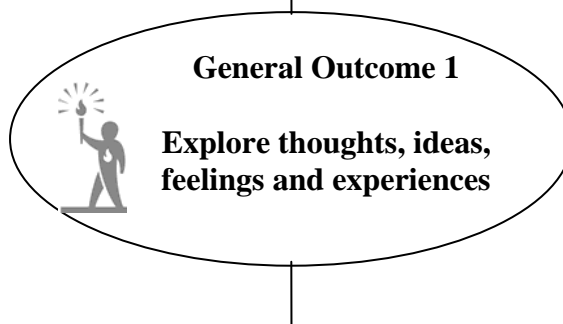 General Outcome 1
Explore thoughts, ideas,
feelings and experiences